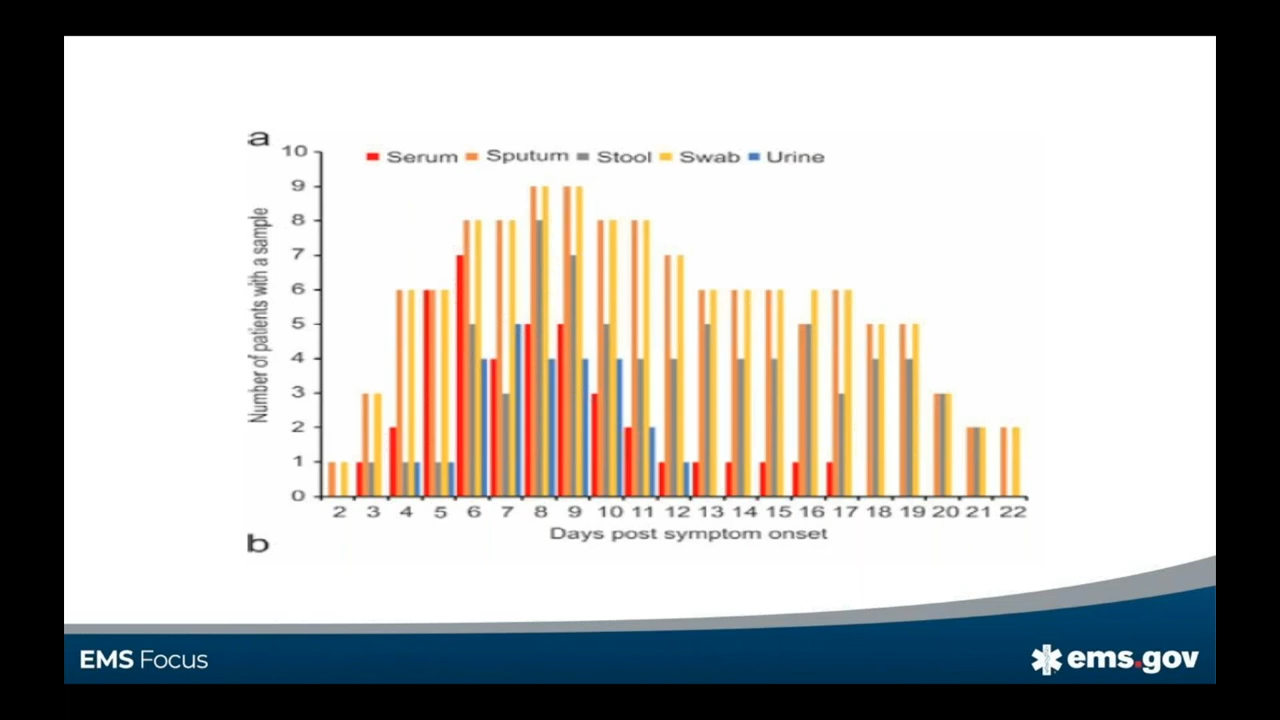 a
10 Serum Sputum Stool Swab Urine
9
8
7
6
5
4
3
2
1
0
Number of patients with a sample
2 3 4 5 6 7 8 9 10 11 12 13 14 15 16 17 18 19 20 21 22
Days post symptom onset
b
EMS Focus
ems.gov